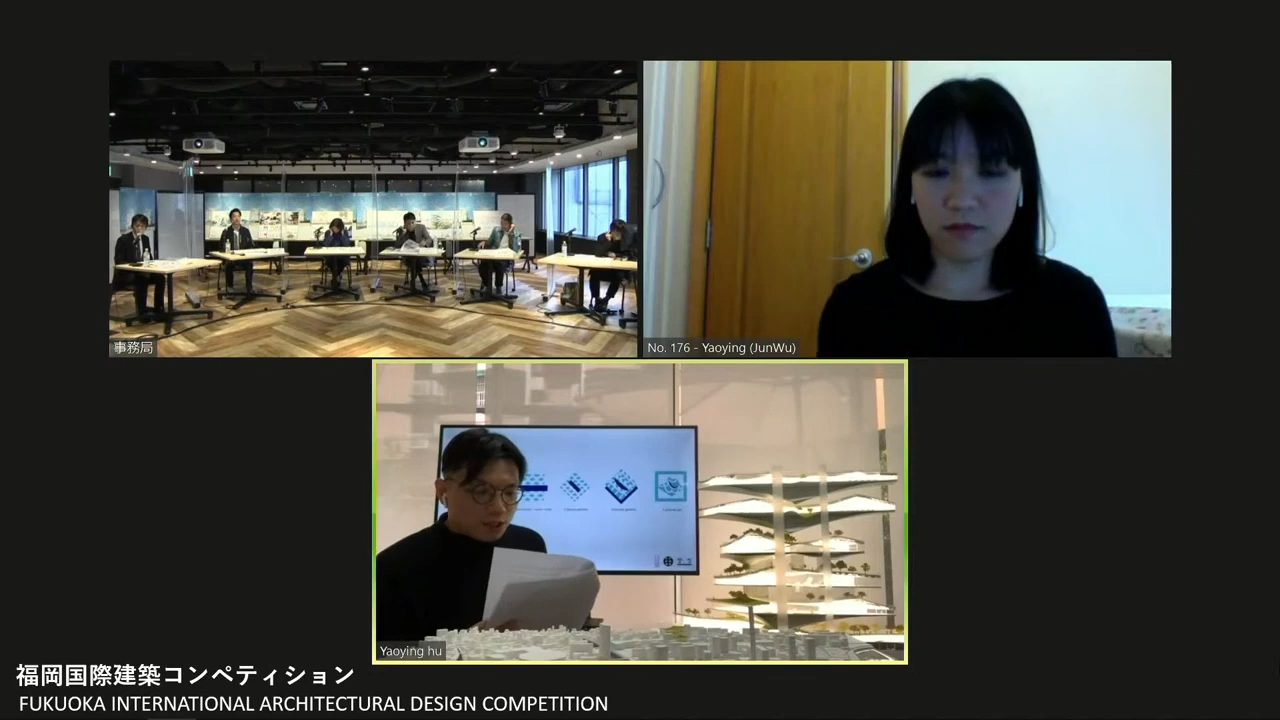 事務局
No. 176 - Yaoying (JunWu)
Yaoying hu
福岡国際建築コンペティション
FUKUOKA INTERNATIONAL ARCHITECTURAL DESIGN COMPETITION